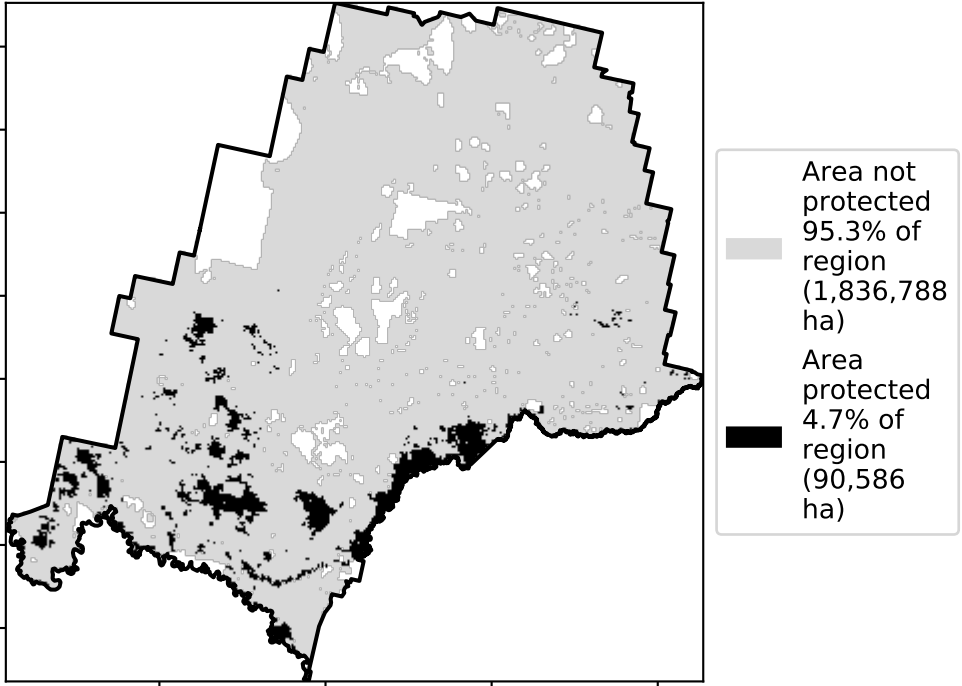 Area not
protected
95.3% of
region
(1,836,788
ha)
Area
protected
4.7% of
region
(90,586
ha)